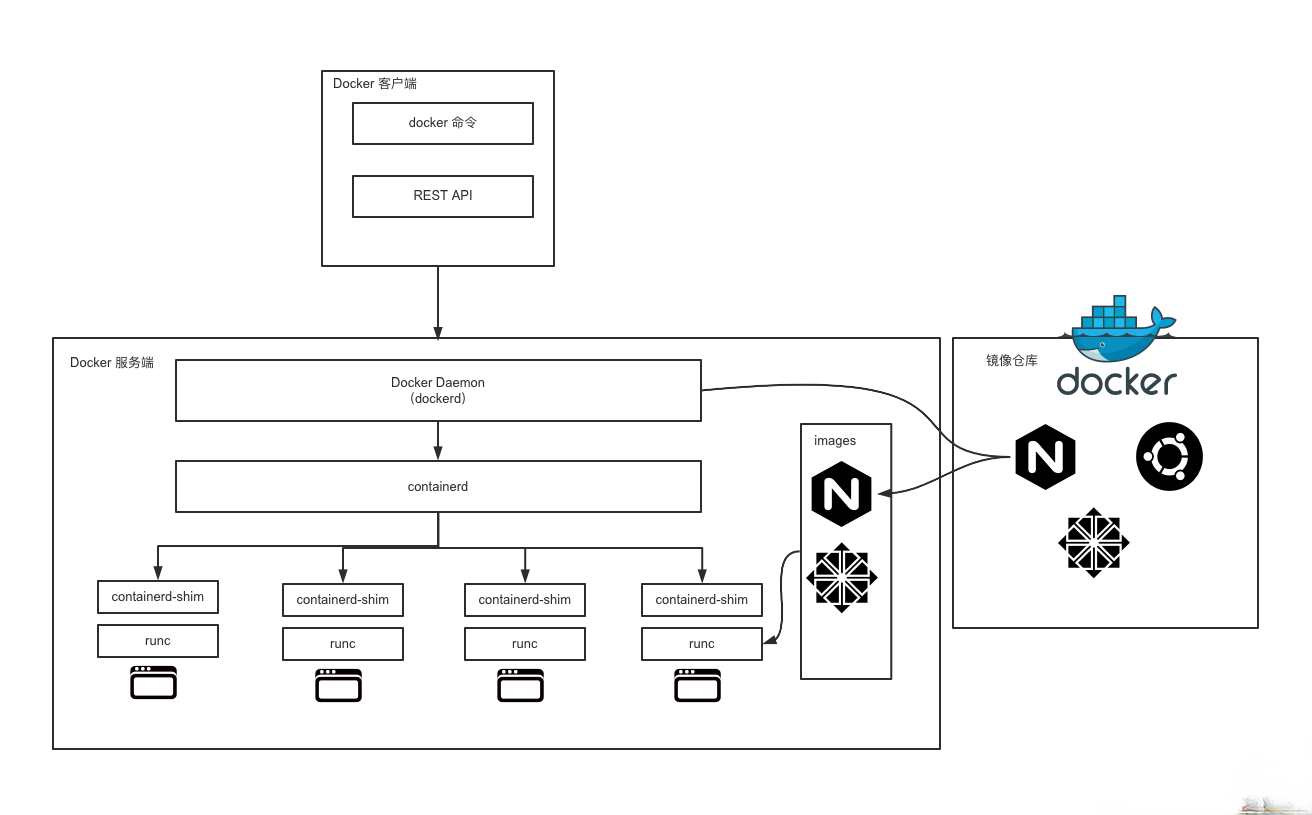 Docker 客户端
docker 命令
REST API
Docker 服务端
Docker Daemon
（dockerd）
containerd
containerd-shim
runc
containerd-shim
runc
containerd-shim
runc
containerd-shim
runc
images
N
镜像仓库
docker
N